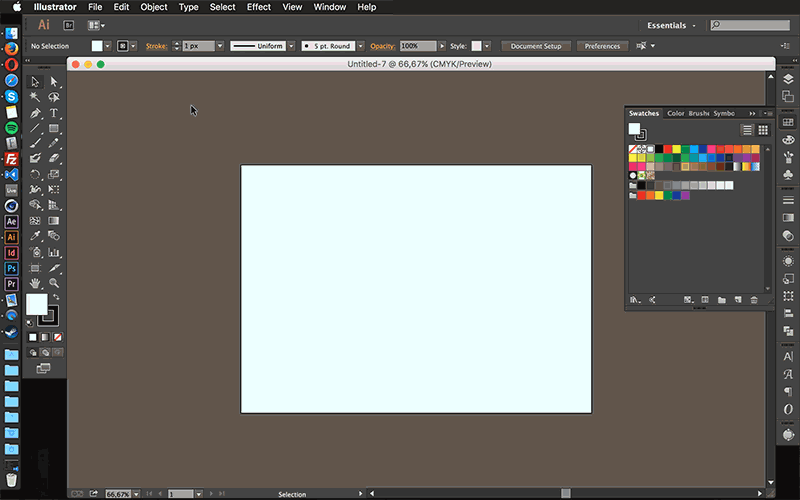 Illustrator File Edit Object Type Select Effect View Window Help
Ai Br Essentials
No Selection Stroke: 1 px Uniform 5 pt. Round Opacity: 100% Style: Document Setup Preferences
Untitled-7 @ 66,67% (CMYK/Preview)
Swatches Color Brushe Symbo
T
Live
Ae
Ai
Id
Ps
Pr
A
A
¶
O
66,67% 1 Selection